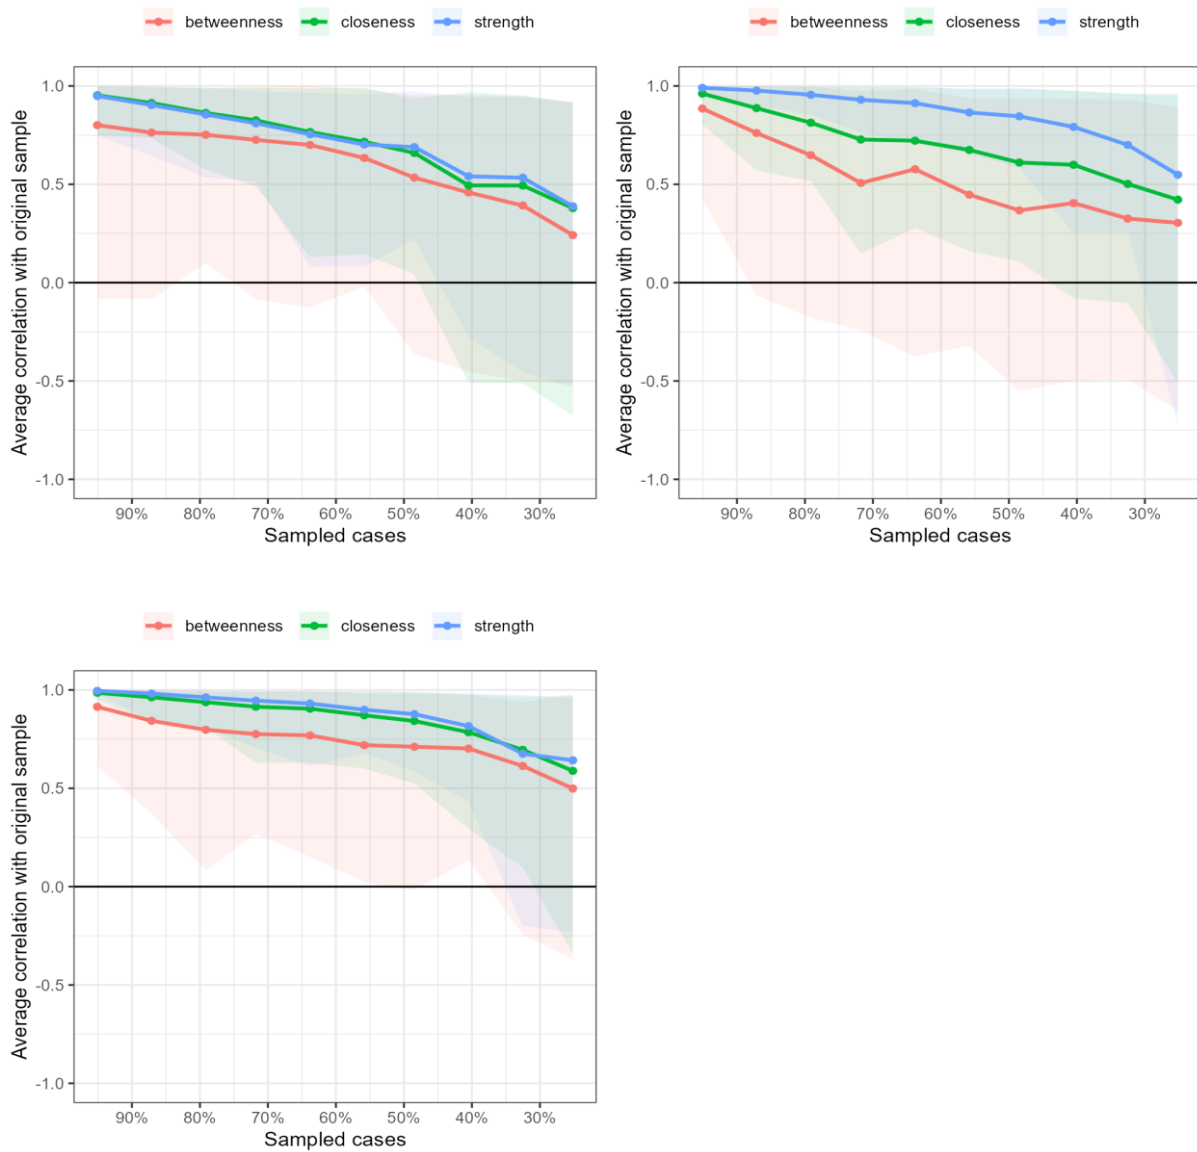 betweenness closeness strength
1.0
0.5
0.0
-0.5
-1.0
Average correlation with original sample
90% 80% 70% 60% 50% 40% 30%
Sampled cases
betweenness closeness strength
1.0
0.5
0.0
-0.5
-1.0
Average correlation with original sample
90% 80% 70% 60% 50% 40% 30%
Sampled cases
betweenness closeness strength
1.0
0.5
0.0
-0.5
-1.0
Average correlation with original sample
90% 80% 70% 60% 50% 40% 30%
Sampled cases